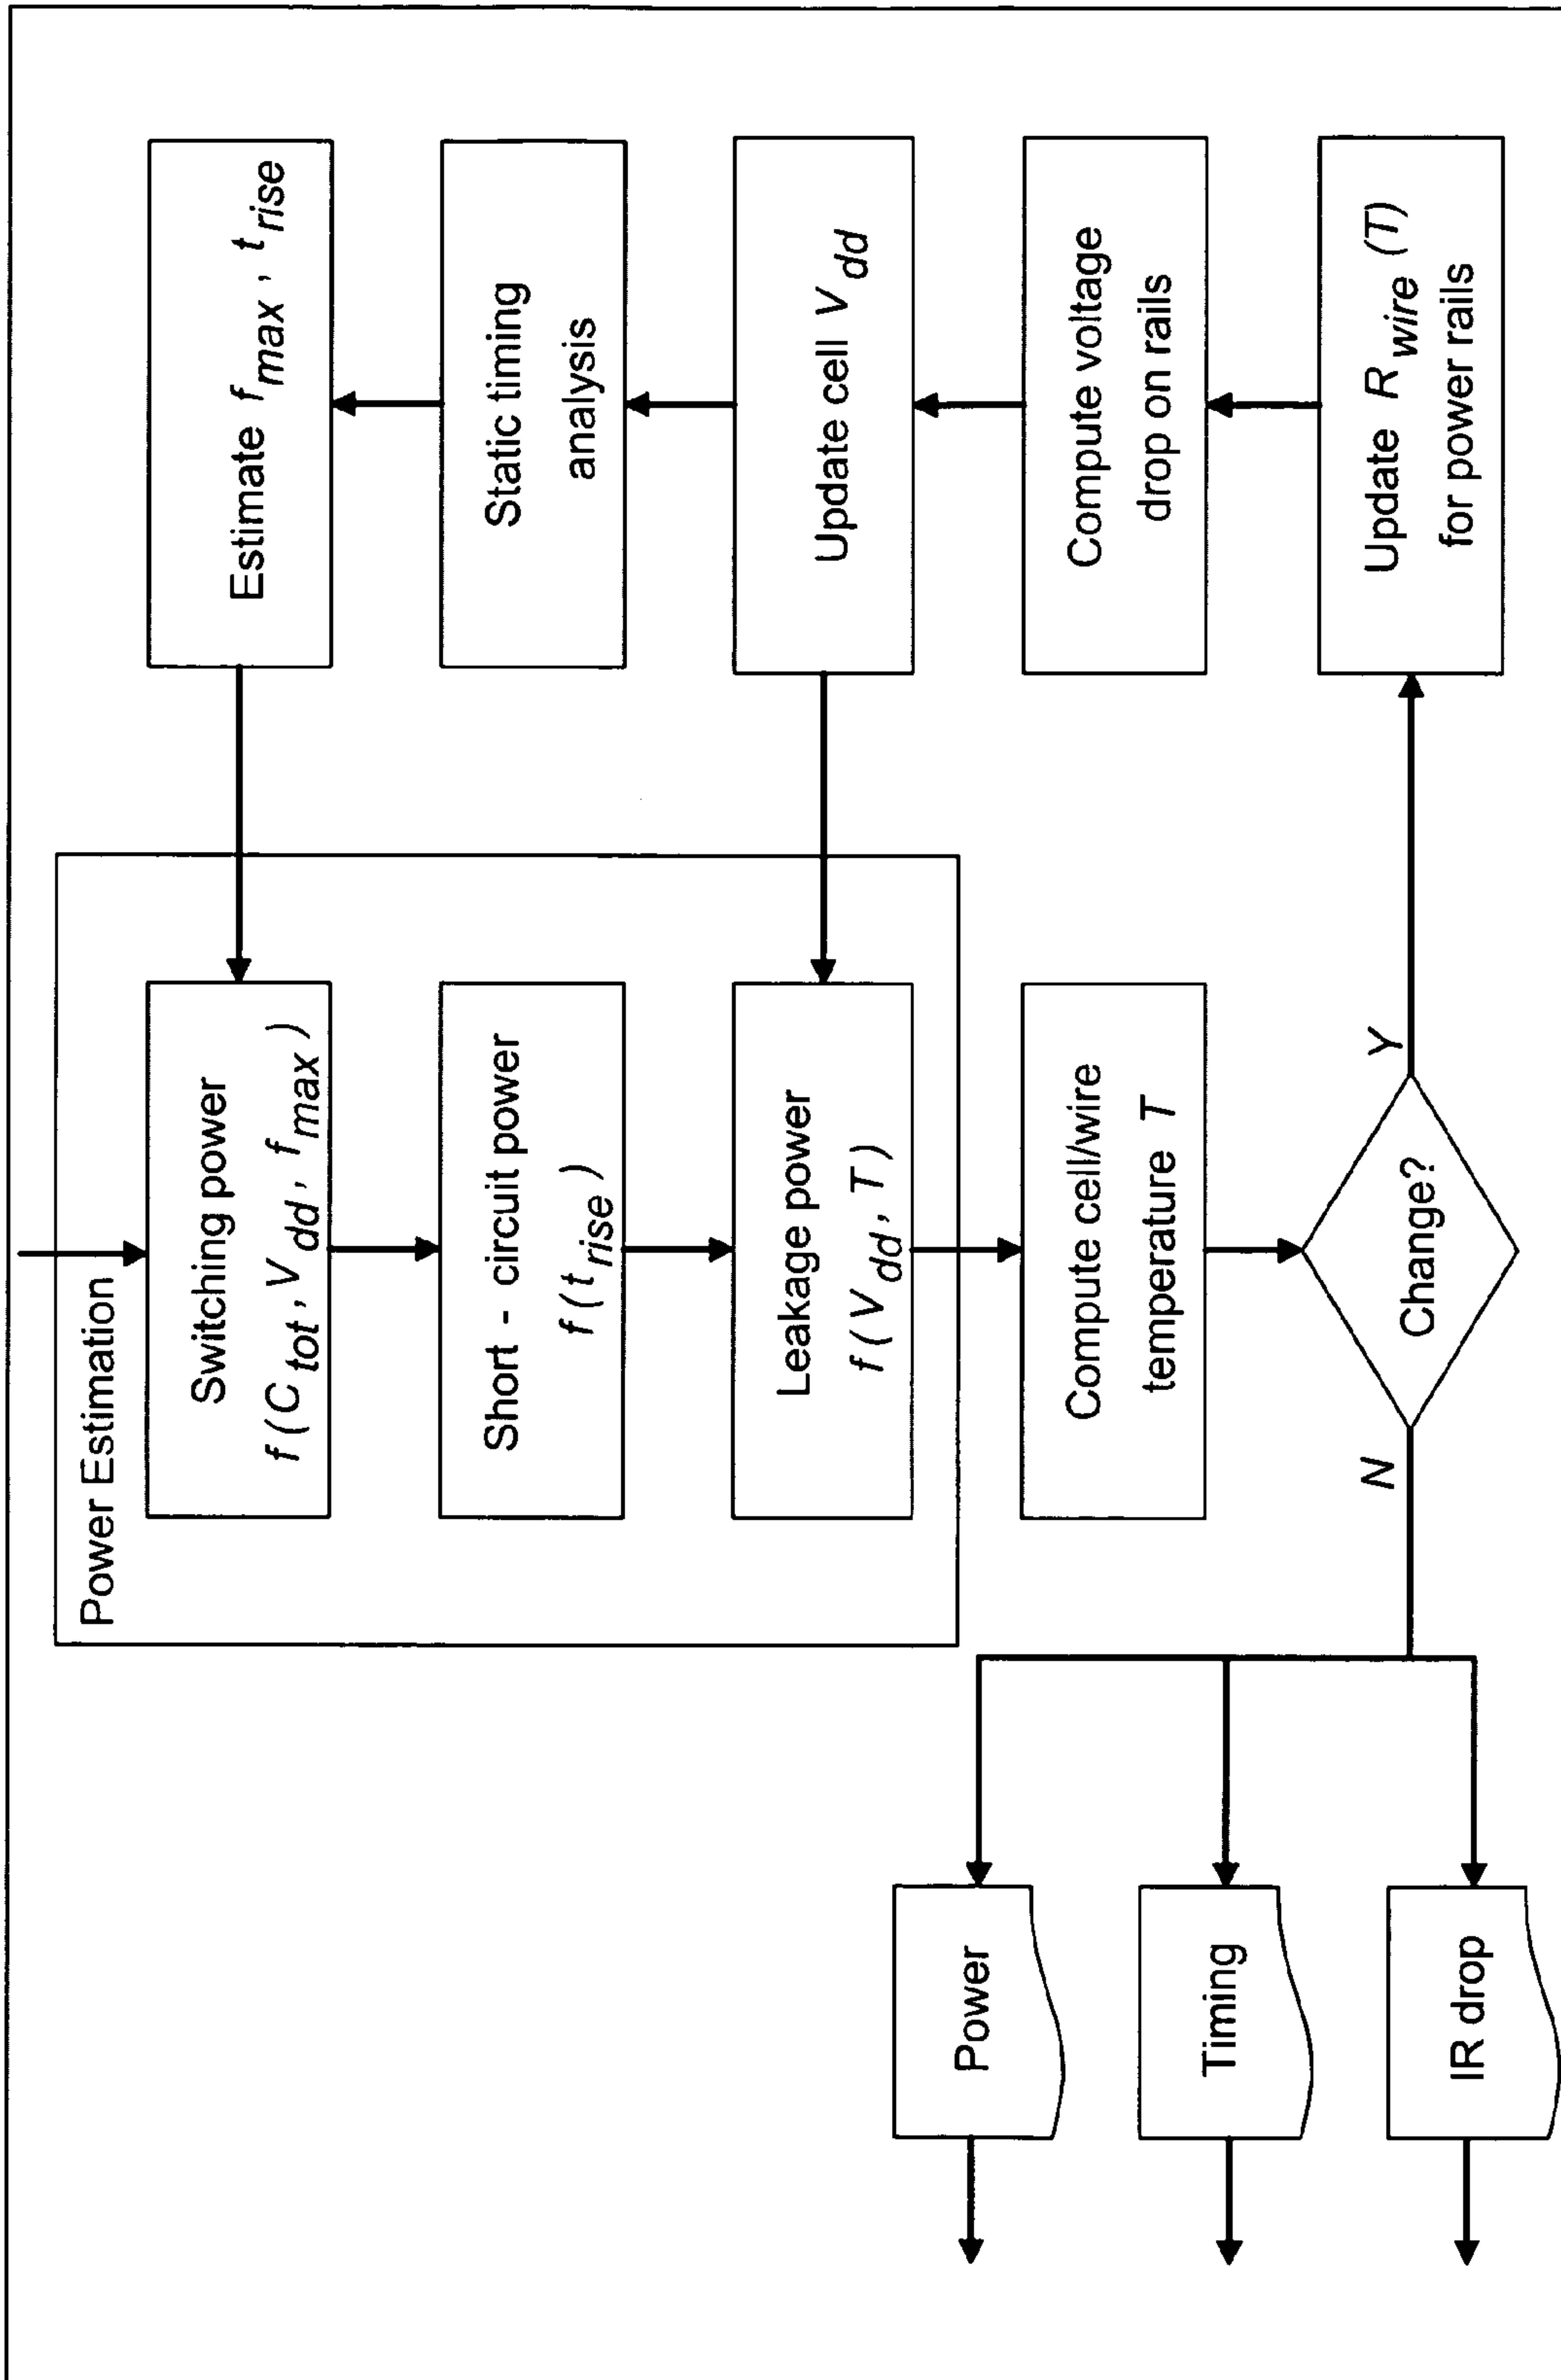 Power Estimation
Switching power
f ( C tot , V dd , f max )
Short - circuit power
f ( t rise )
Leakage power
f ( V dd , T )
Compute cell/wire
temperature T
Change?
N
Y
Update R wire (T)
for power rails
Compute voltage
drop on rails
Update cell V dd
Static timing
analysis
Estimate f max , t rise
Power
Timing
IR drop